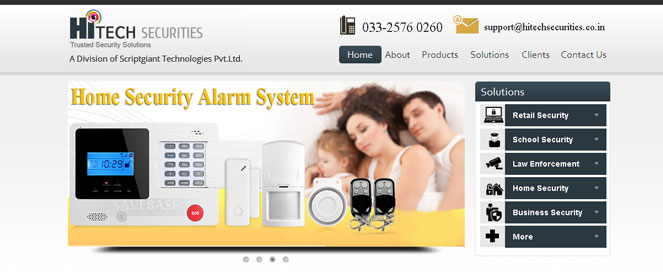 HiTECH SECURITIES
Trusted Security Solutions
A Division of Scriptgiant Technologies Pvt.Ltd.
033-2576 0260
support@hitechsecurities.co.in
Home About Products Solutions Clients Contact Us
Home Security Alarm System
10:29
SOS
SAVEBASE
Solutions
Retail Security
School Security
Law Enforcement
Home Security
Business Security
More